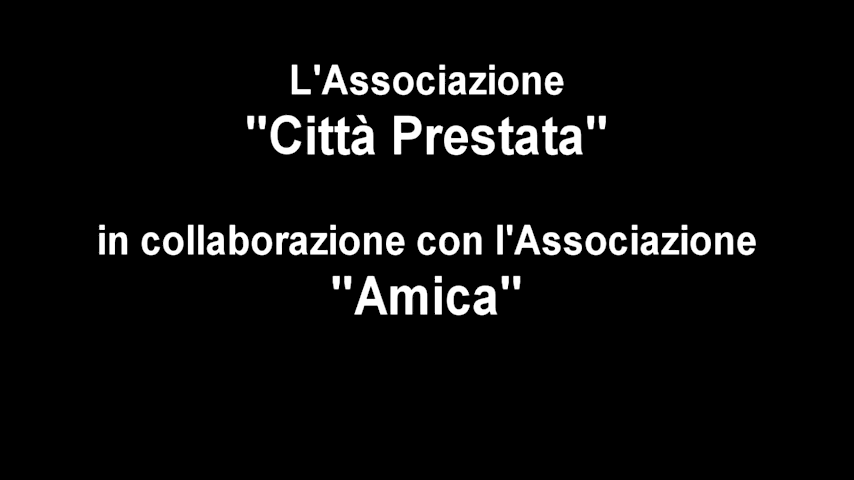 L'Associazione
"Città Prestata"
in collaborazione con l'Associazione
"Amica"